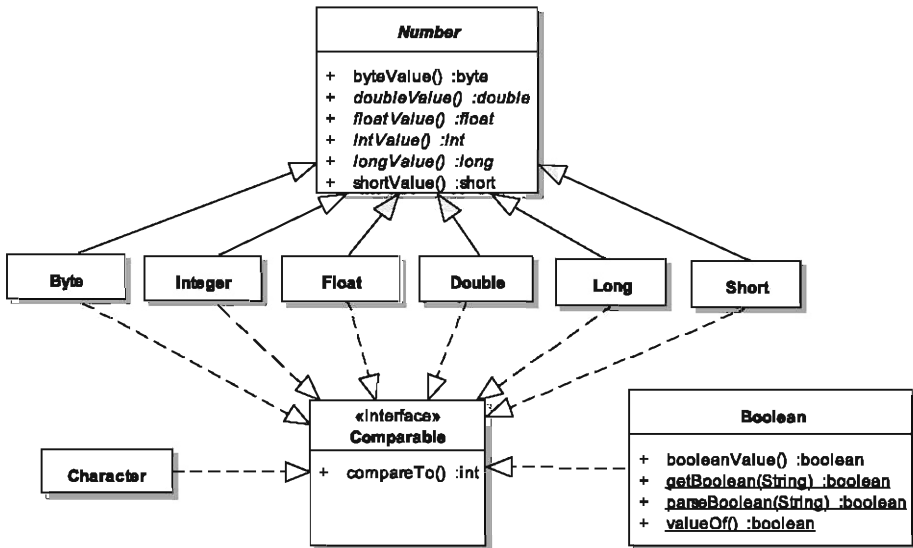 Number
+ byteValue() :byte
+ doubleValue() :double
+ floatValue() :float
+ intValue() :int
+ longValue() :long
+ shortValue() :short
Byte
Integer
Float
Double
Long
Short
«interface»
Comparable
+ compareTo() :int
Character
Boolean
+ booleanValue() :boolean
+ getBoolean(String) :boolean
+ parseBoolean(String) :boolean
+ valueOf() :boolean